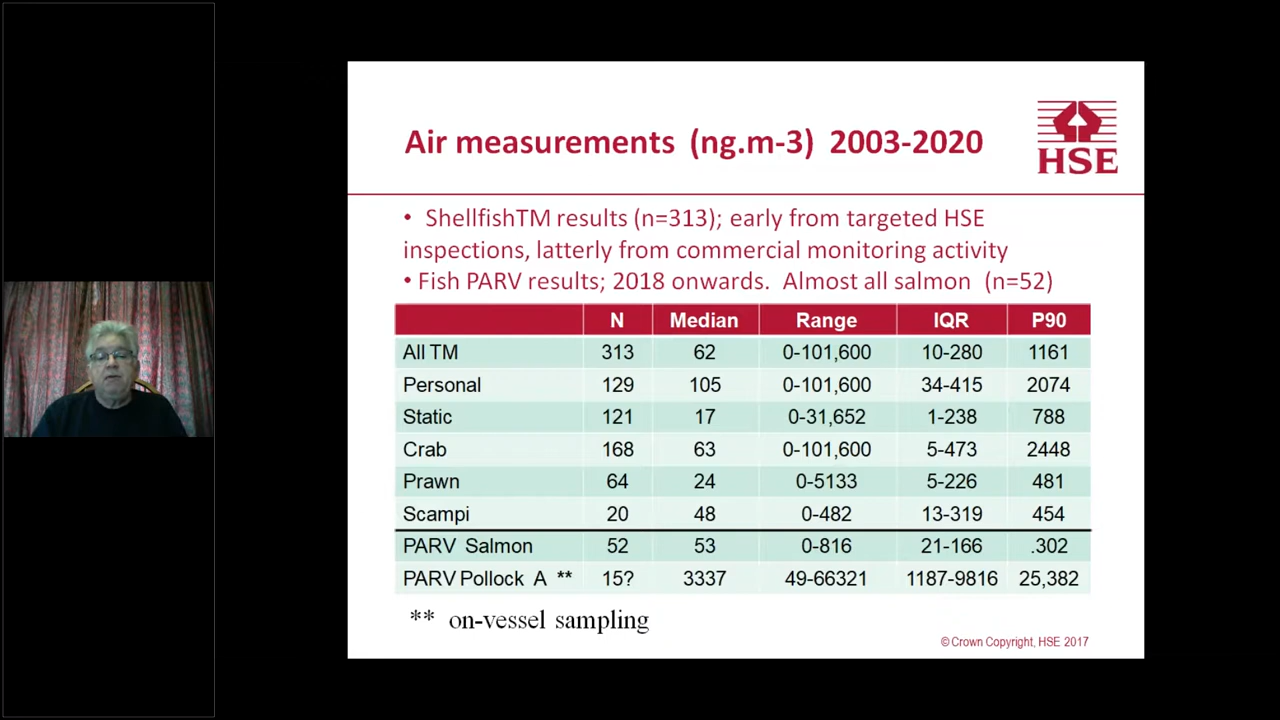 Air measurements (ng.m-3) 2003-2020
HSE
• ShellfishTM results (n=313); early from targeted HSE
inspections, latterly from commercial monitoring activity
• Fish PARV results; 2018 onwards. Almost all salmon (n=52)
N Median Range IQR P90
All TM 313 62 0-101,600 10-280 1161
Personal 129 105 0-101,600 34-415 2074
Static 121 17 0-31,652 1-238 788
Crab 168 63 0-101,600 5-473 2448
Prawn 64 24 0-5133 5-226 481
Scampi 20 48 0-482 13-319 454
PARV Salmon 52 53 0-816 21-166 .302
PARV Pollock A ** 15? 3337 49-66321 1187-9816 25,382
** on-vessel sampling
© Crown Copyright, HSE 2017